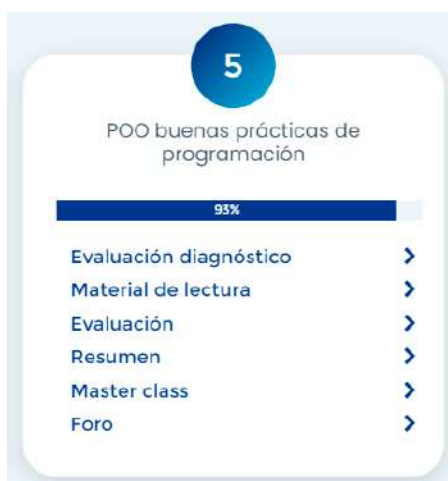 5
POO buenas prácticas de
programación
93%
Evaluación diagnóstico
Material de lectura
Evaluación
Resumen
Master class
Foro